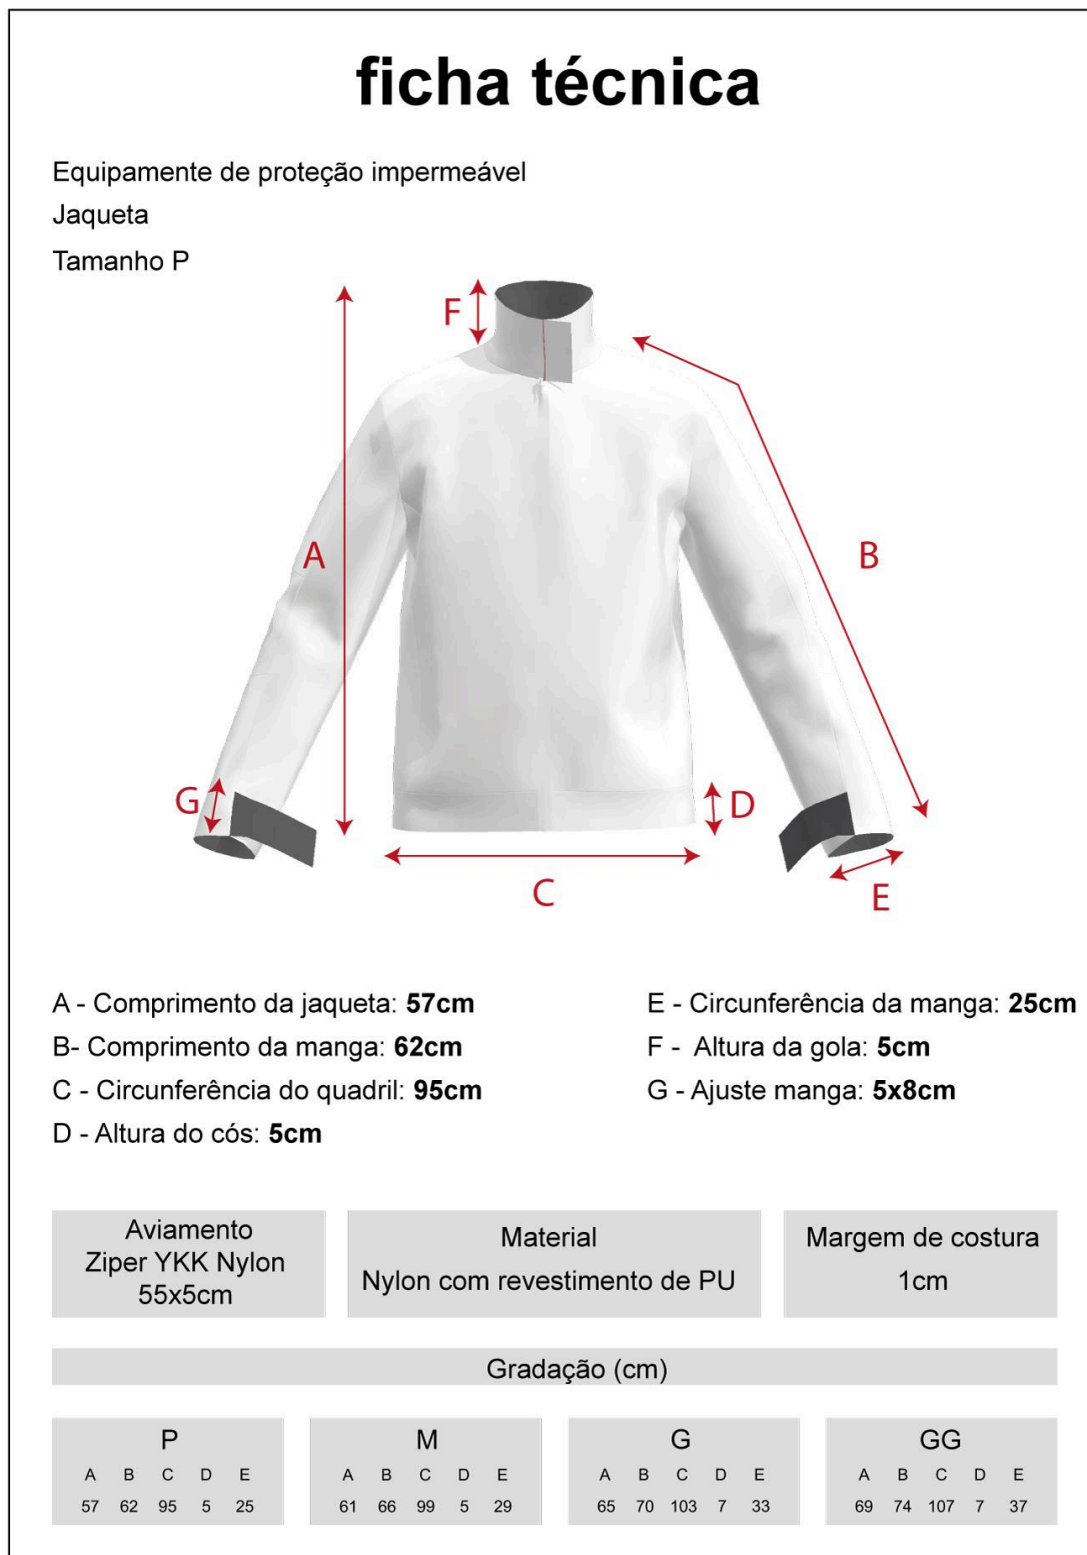 ficha técnica
Equipamente de proteção impermeável
Jaqueta
Tamanho P
F
A
B
G
D
C
E
A - Comprimento da jaqueta: 57cm
B- Comprimento da manga: 62cm
C - Circunferência do quadril: 95cm
D - Altura do cós: 5cm
E - Circunferência da manga: 25cm
F - Altura da gola: 5cm
G - Ajuste manga: 5x8cm
Aviamento
Ziper YKK Nylon
55x5cm
Material
Nylon com revestimento de PU
Margem de costura
1cm
Gradação (cm)
P
A B C D E
57 62 95 5 25
M
A B C D E
61 66 99 5 29
G
A B C D E
65 70 103 7 33
GG
A B C D E
69 74 107 7 37